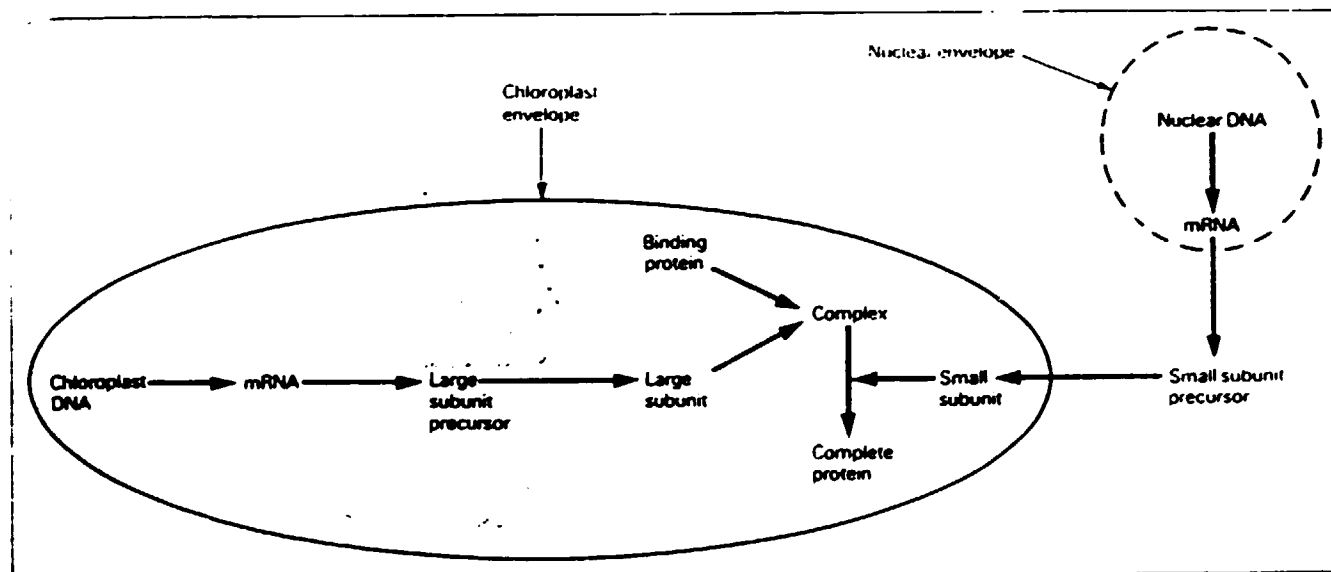 Nuclear envelope
Chloroplast
envelope
Nuclear DNA
mRNA
Binding
protein
Complex
Chloroplast
DNA
mRNA
Large
subunit
precursor
Large
subunit
Small
subunit
Small subunit
precursor
Complete
protein